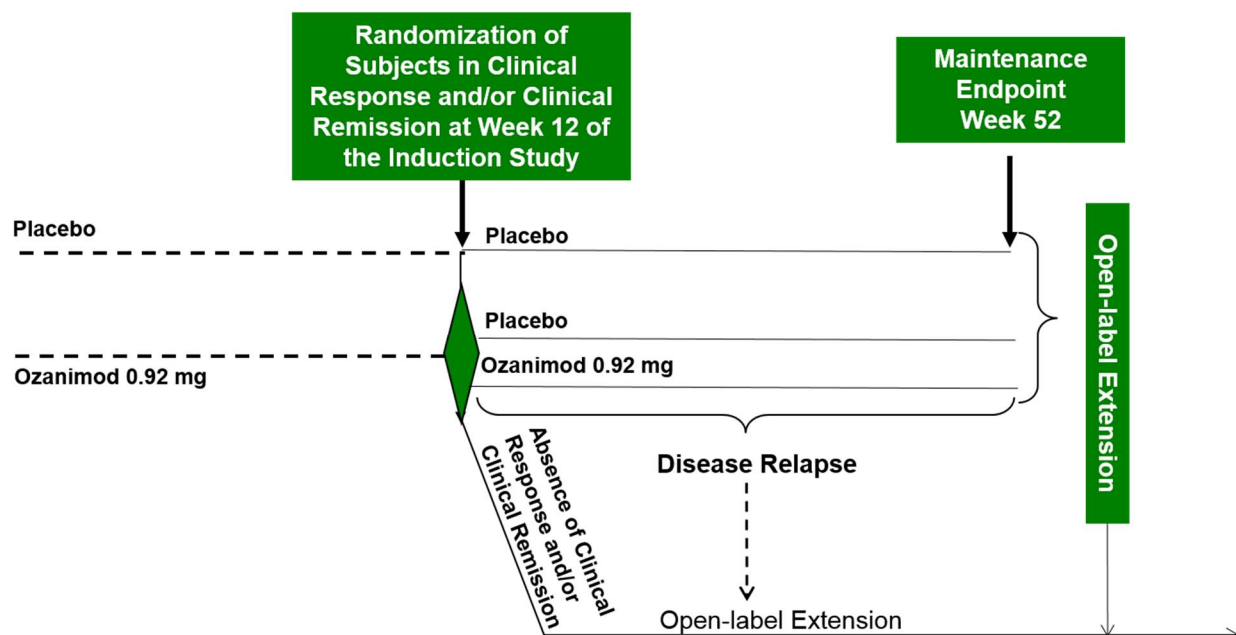 Randomization of
Subjects in Clinical
Response and/or Clinical
Remission at Week 12 of
the Induction Study
Maintenance
Endpoint
Week 52
Placebo
Placebo
Placebo
Ozanimod 0.92 mg
Ozanimod 0.92 mg
Open-label Extension
Absence of Clinical
Response and/or
Clinical Remission
Disease Relapse
Open-label Extension